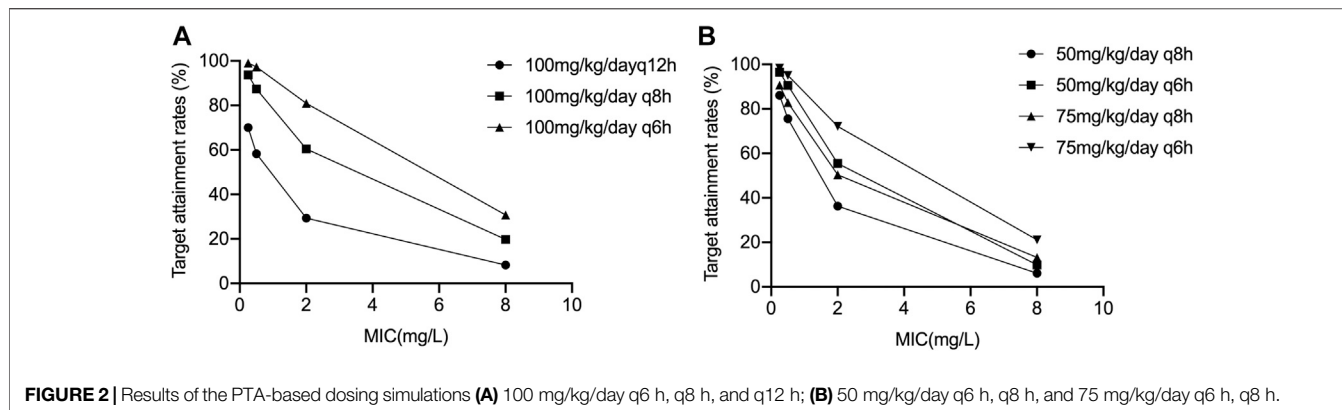 A
Target attainment rates (%)
100
80
60
40
20
0
0 2 4 6 8 10
MIC(mg/L)
100mg/kg/dayq12h
100mg/kg/day q8h
100mg/kg/day q6h
B
Target attainment rates (%)
100
80
60
40
20
0
0 2 4 6 8 10
MIC(mg/L)
50mg/kg/day q8h
50mg/kg/day q6h
75mg/kg/day q8h
75mg/kg/day q6h
FIGURE 2 | Results of the PTA-based dosing simulations (A) 100 mg/kg/day q6 h, q8 h, and q12 h; (B) 50 mg/kg/day q6 h, q8 h, and 75 mg/kg/day q6 h, q8 h.